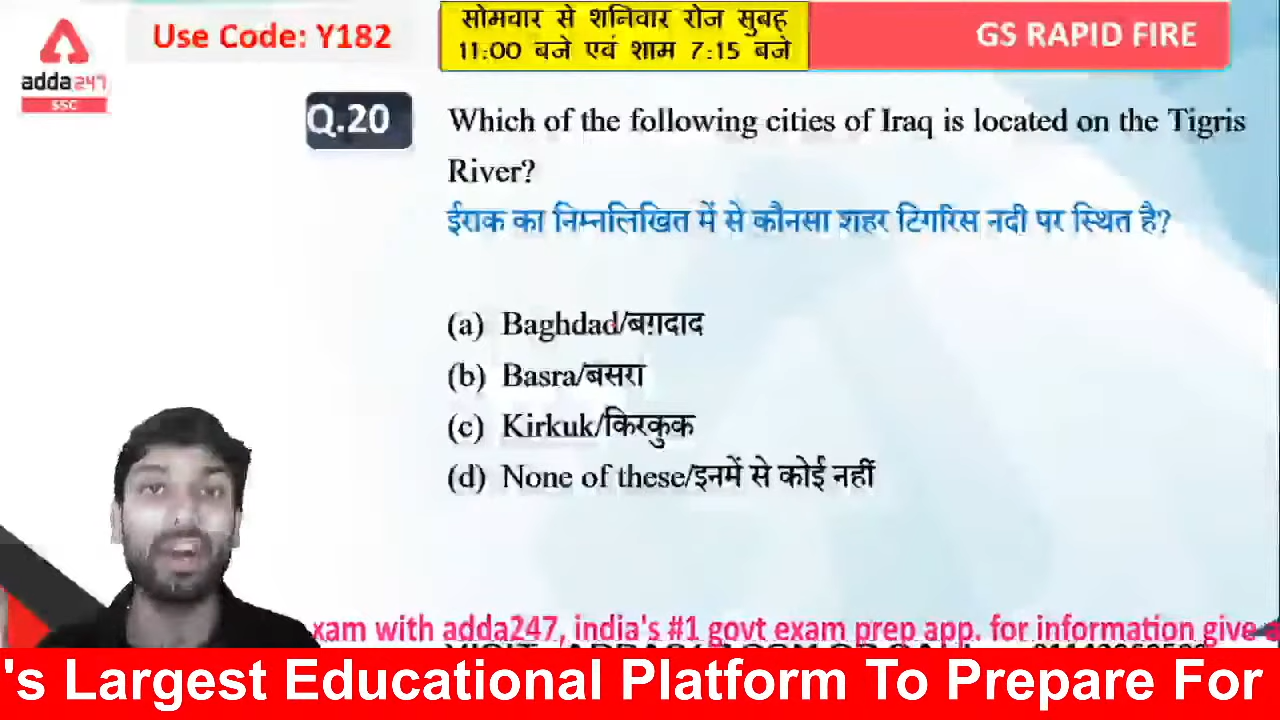 Use Code: Y182
सोमवार से शनिवार रोज सुबह
11:00 बजे एवं शाम 7:15 बजे
GS RAPID FIRE
adda247
SSC
Q.20
Which of the following cities of Iraq is located on the Tigris
River?
ईराक का निम्नलिखित में से कौनसा शहर टिगरिस नदी पर स्थित है?
(a) Baghdad/बग़दाद
(b) Basra/बसरा
(c) Kirkuk/किरकुक
(d) None of these/इनमें से कोई नहीं
xam with adda247, india's #1 govt exam prep app. for information give a
's Largest Educational Platform To Prepare For